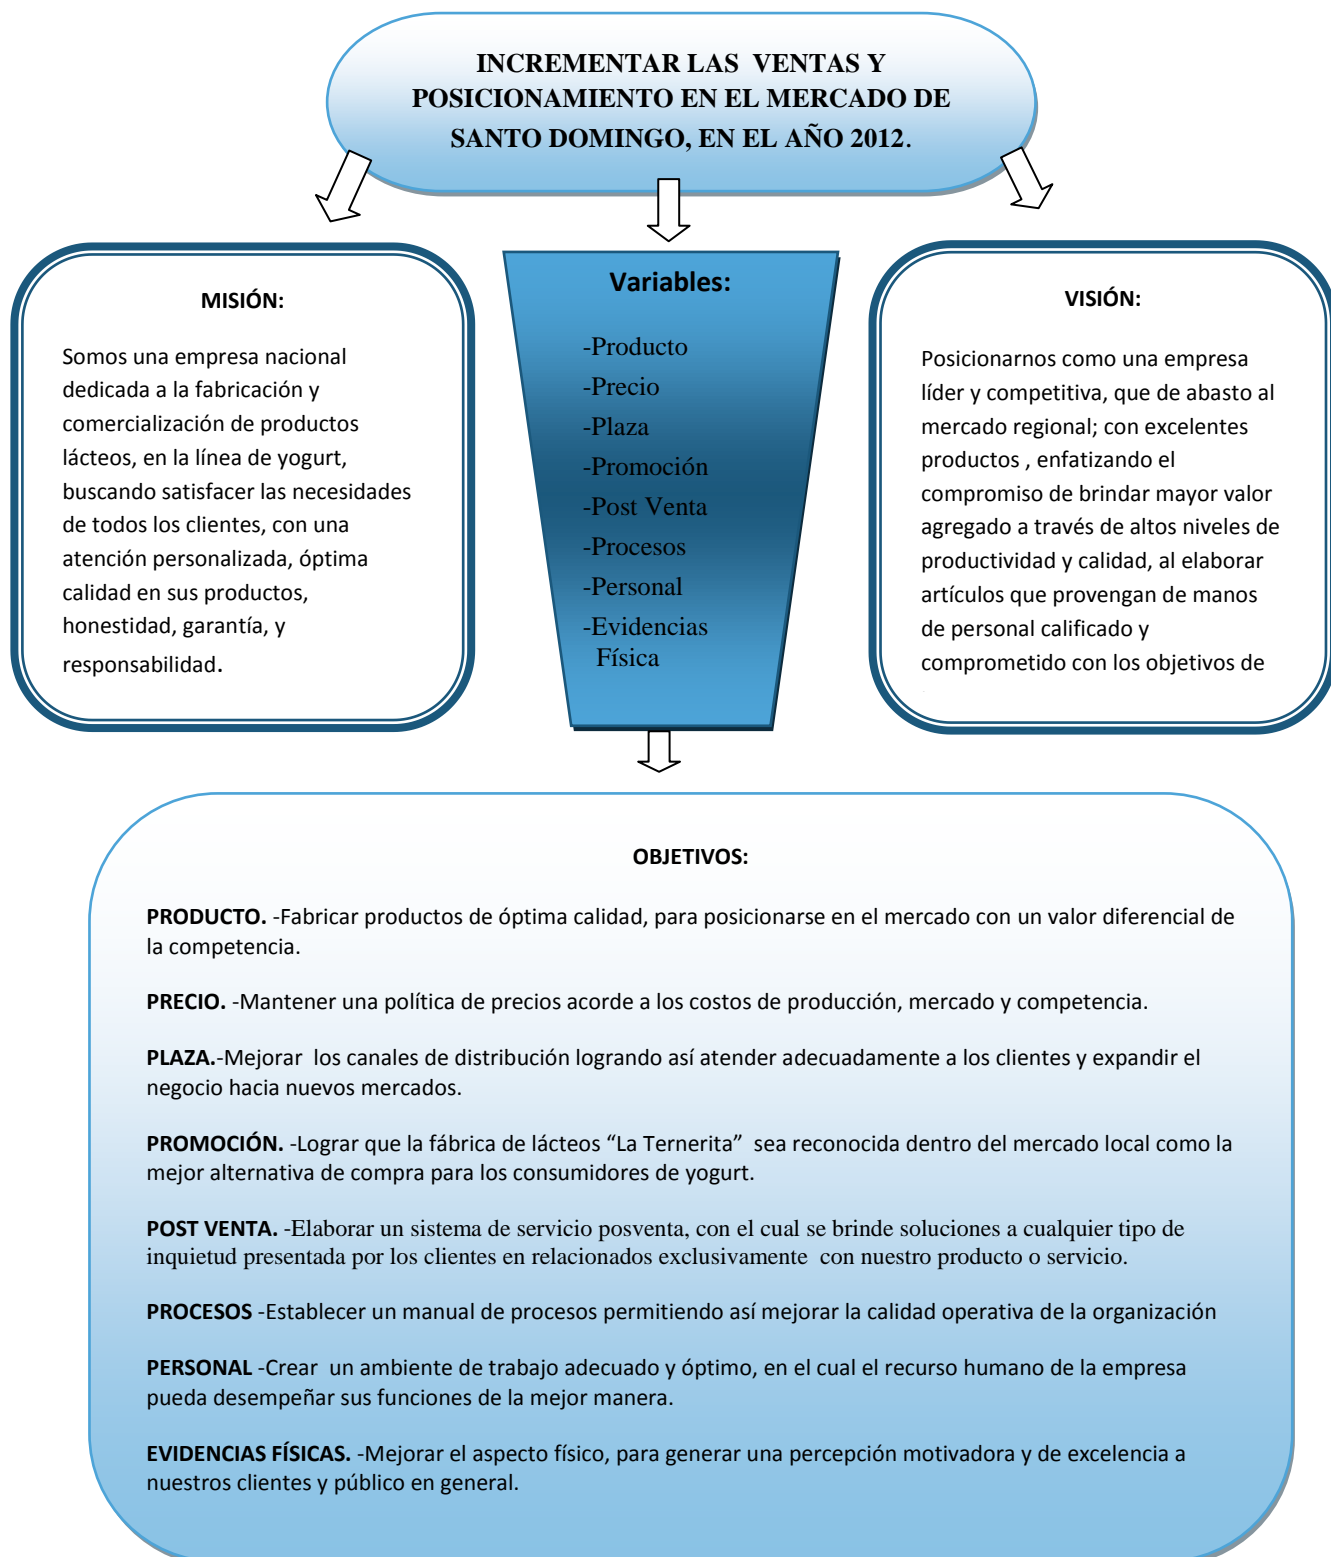 INCREMENTAR LAS  VENTAS Y
POSICIONAMIENTO EN EL MERCADO DE
SANTO DOMINGO, EN EL AÑO 2012.
MISIÓN:
Somos una empresa nacional
dedicada a la fabricación y
comercialización de productos
lácteos, en la línea de yogurt,
buscando satisfacer las necesidades
de todos los clientes, con una
atención personalizada, óptima
calidad en sus productos,
honestidad, garantía, y
responsabilidad.
Variables:
-Producto
-Precio
-Plaza
-Promoción
-Post Venta
-Procesos
-Personal
-Evidencias
Física
VISIÓN:
Posicionarnos como una empresa
líder y competitiva, que de abasto al
mercado regional; con excelentes
productos , enfatizando el
compromiso de brindar mayor valor
agregado a través de altos niveles de
productividad y calidad, al elaborar
artículos que provengan de manos
de personal calificado y
comprometido con los objetivos de
OBJETIVOS:
PRODUCTO. -Fabricar productos de óptima calidad, para posicionarse en el mercado con un valor diferencial de
la competencia.
PRECIO. -Mantener una política de precios acorde a los costos de producción, mercado y competencia.
PLAZA.-Mejorar  los canales de distribución logrando así atender adecuadamente a los clientes y expandir el
negocio hacia nuevos mercados.
PROMOCIÓN. -Lograr que la fábrica de lácteos “La Ternerita”  sea reconocida dentro del mercado local como la
mejor alternativa de compra para los consumidores de yogurt.
POST VENTA. -Elaborar un sistema de servicio posventa, con el cual se brinde soluciones a cualquier tipo de
inquietud presentada por los clientes en relacionados exclusivamente  con nuestro producto o servicio.
PROCESOS -Establecer un manual de procesos permitiendo así mejorar la calidad operativa de la organización
PERSONAL -Crear  un ambiente de trabajo adecuado y óptimo, en el cual el recurso humano de la empresa
pueda desempeñar sus funciones de la mejor manera.
EVIDENCIAS FÍSICAS. -Mejorar el aspecto físico, para generar una percepción motivadora y de excelencia a
nuestros clientes y público en general.